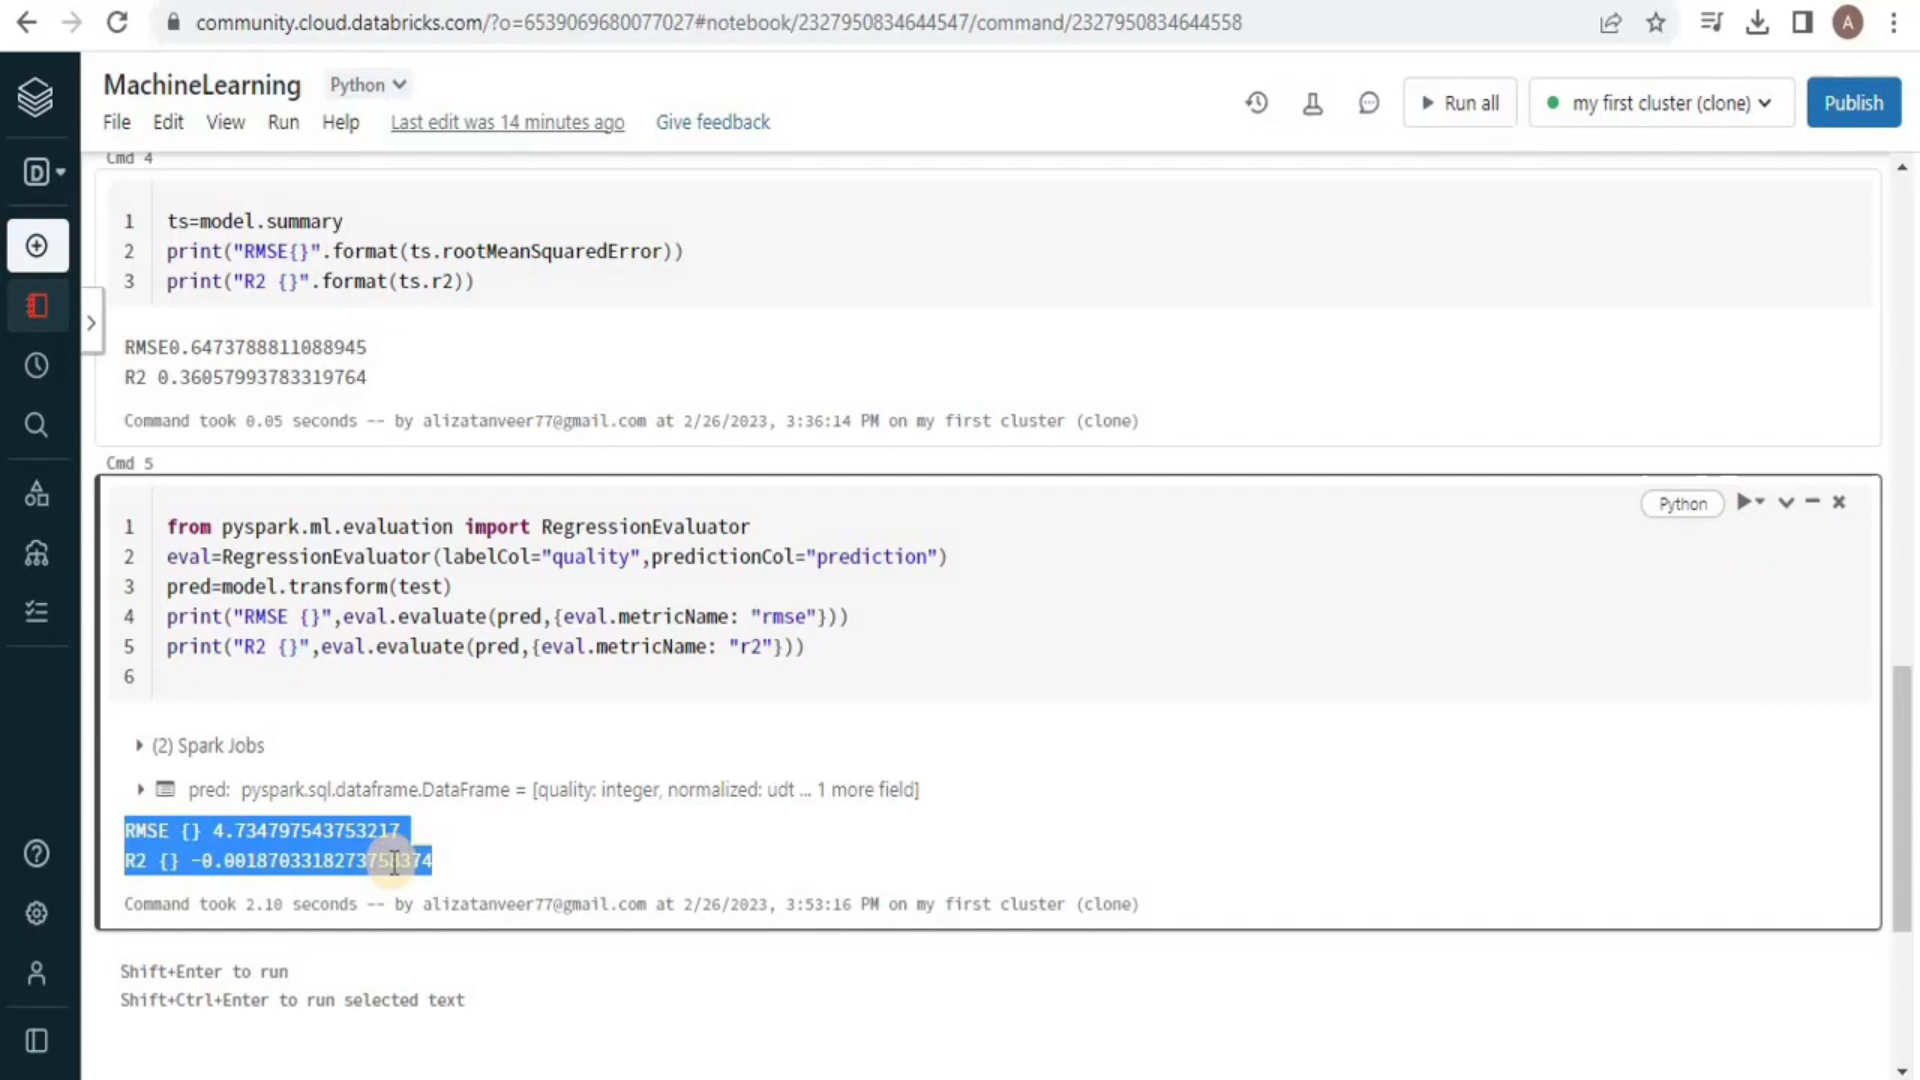 community.cloud.databricks.com/?o=6539069680077027#notebook/2327950834644547/command/2327950834644558
A
MachineLearning
Python
File Edit View Run Help Last edit was 14 minutes ago Give feedback
Run all
my first cluster (clone)
Publish
D
Cmd 4
1 ts=model.summary
2 print("RMSE{}".format(ts.rootMeanSquaredError))
3 print("R2 {}".format(ts.r2))
RMSE0.6473788811088945
R2 0.36057993783319764
Command took 0.05 seconds -- by alizatanveer77@gmail.com at 2/26/2023, 3:36:14 PM on my first cluster (clone)
Cmd 5
Python
1 from pyspark.ml.evaluation import RegressionEvaluator
2 eval=RegressionEvaluator(labelCol="quality",predictionCol="prediction")
3 pred=model.transform(test)
4 print("RMSE {}",eval.evaluate(pred,{eval.metricName: "rmse"}))
5 print("R2 {}",eval.evaluate(pred,{eval.metricName: "r2"}))
6
(2) Spark Jobs
pred: pyspark.sql.dataframe.DataFrame = [quality: integer, normalized: udt ... 1 more field]
RMSE {} 4.734797543753217
R2 {}
Command took 2.10 seconds -- by alizatanveer77@gmail.com at 2/26/2023, 3:53:16 PM on my first cluster (clone)
Shift+Enter to run
Shift+Ctrl+Enter to run selected text